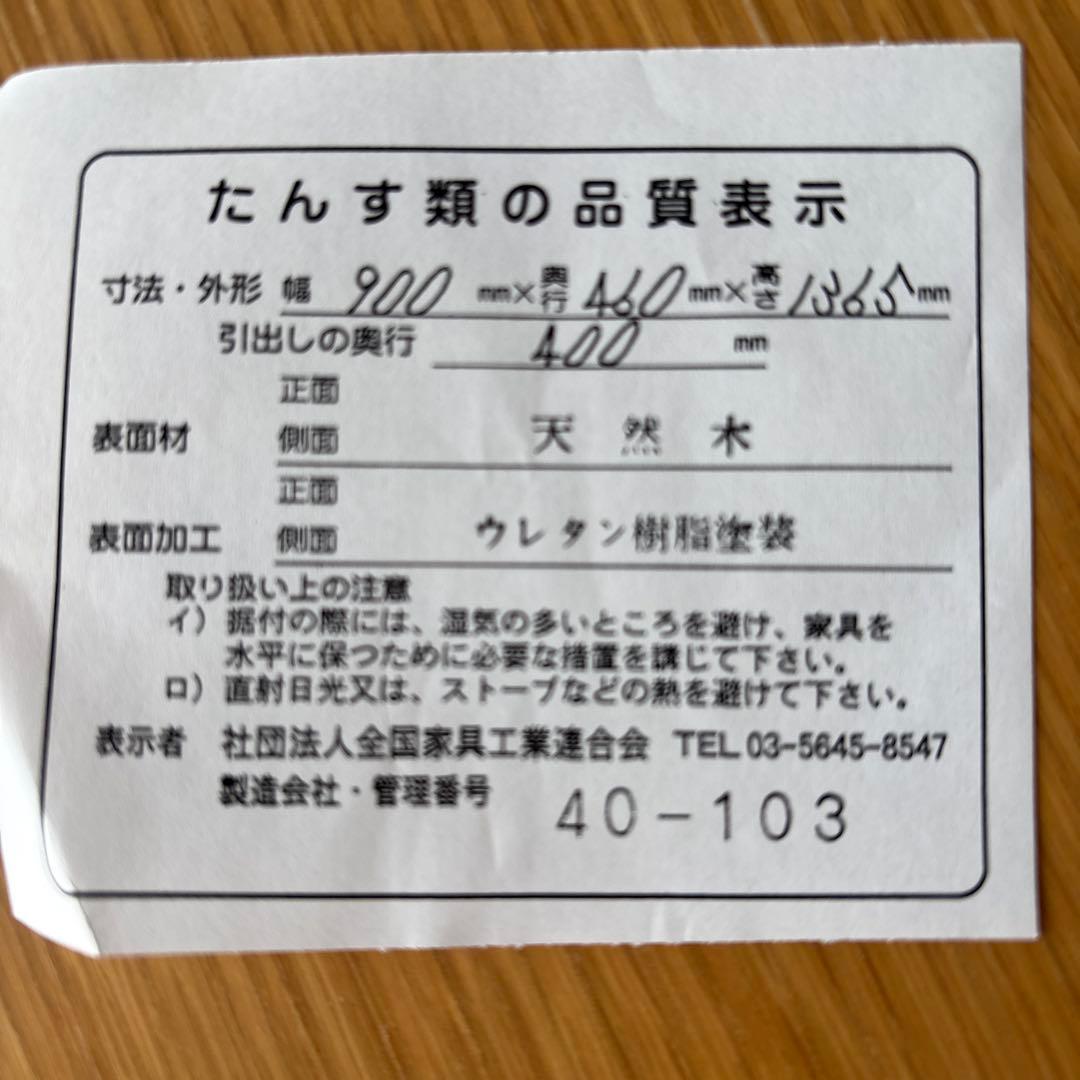 たんす類の品質表示
寸法・外形 幅 900 mm×奥行 460 mm×高さ 1365 mm
引出しの奥行 400 mm
正面
表面材 側面 天然木
正面
表面加工 側面 ウレタン樹脂塗装
取り扱い上の注意
イ）据付の際には、湿気の多いところを避け、家具を
水平に保つために必要な措置を講じて下さい。
ロ）直射日光又は、ストーブなどの熱を避けて下さい。
表示者 社団法人全国家具工業連合会 TEL 03-5645-8547
製造会社・管理番号 40-103